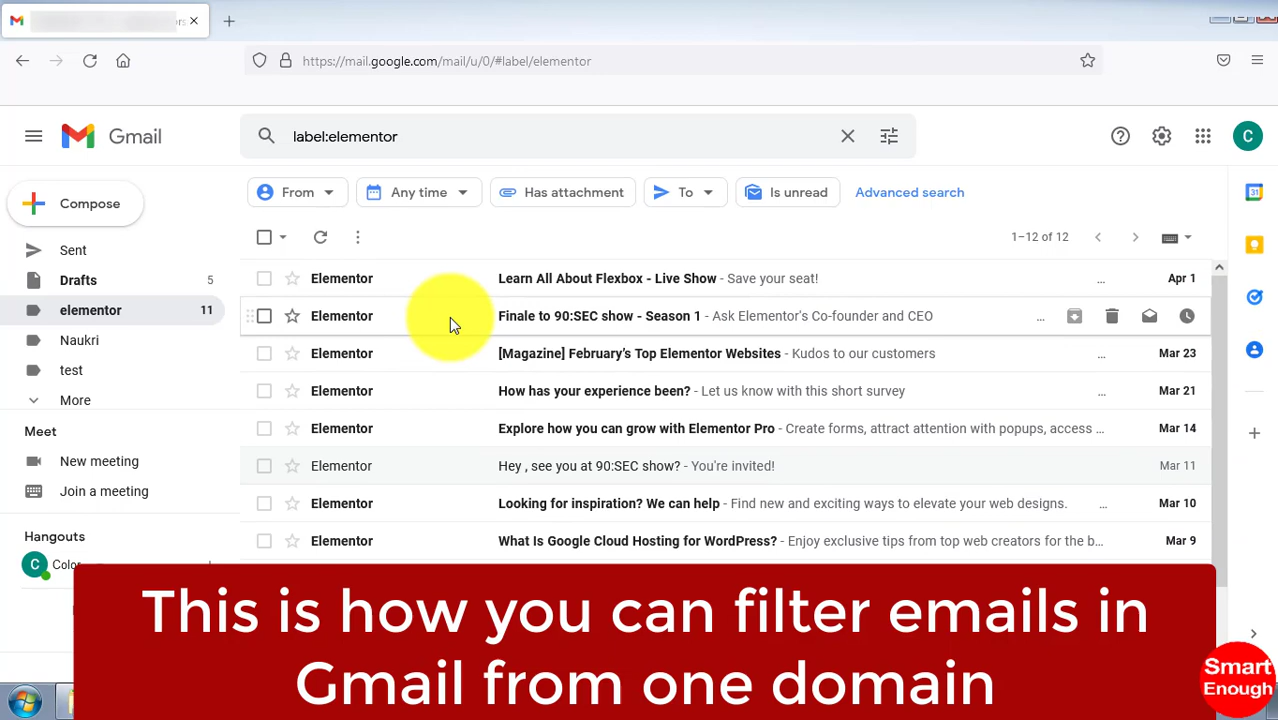 https://mail.google.com/mail/u/0/#label/elementor
Gmail
label:elementor
Compose
From
Any time
Has attachment
To
Is unread
Advanced search
1–12 of 12
Sent
Drafts 5
elementor 11
Naukri
test
More
Meet
New meeting
Join a meeting
Hangouts
C Color
C
31
Elementor Learn All About Flexbox - Live Show - Save your seat! ... Apr 1
Elementor Finale to 90:SEC show - Season 1 - Ask Elementor's Co-founder and CEO ...
Elementor [Magazine] February's Top Elementor Websites - Kudos to our customers ... Mar 23
Elementor How has your experience been? - Let us know with this short survey ... Mar 21
Elementor Explore how you can grow with Elementor Pro - Create forms, attract attention with popups, access ... Mar 14
Elementor Hey , see you at 90:SEC show? - You're invited! Mar 11
Elementor Looking for inspiration? We can help - Find new and exciting ways to elevate your web designs. ... Mar 10
Elementor What Is Google Cloud Hosting for WordPress? - Enjoy exclusive tips from top web creators for the b... Mar 9
This is how you can filter emails in
Gmail from one domain
Smart
Enough